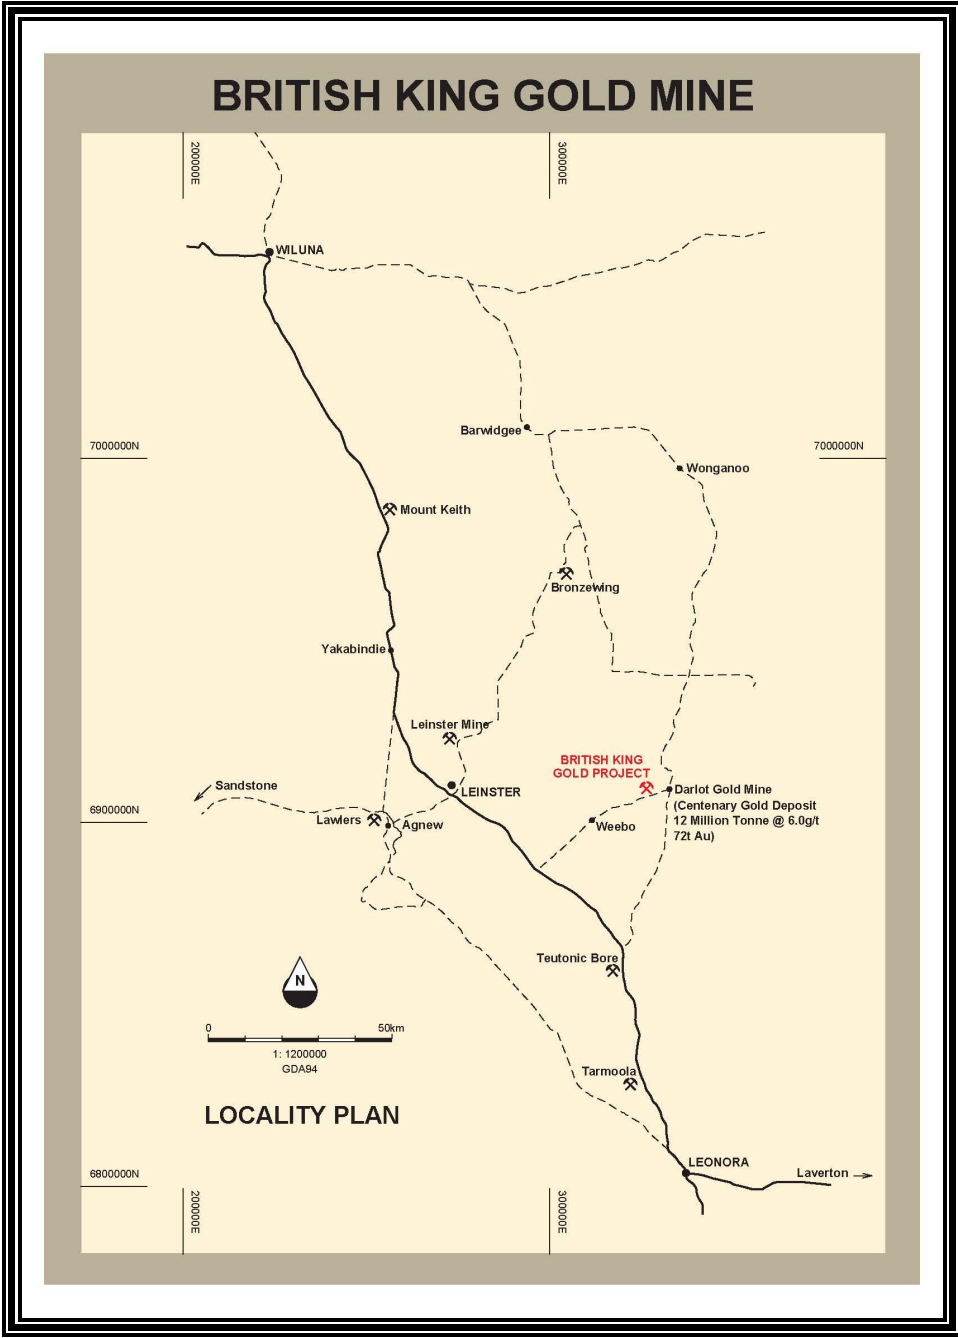 BRITISH KING GOLD MINE
200000E
300000E
WILUNA
Barwidgee
7000000N
7000000N
Wonganoo
Mount Keith
Bronzewing
Yakabindie
Leinster Mine
BRITISH KING
GOLD PROJECT
Sandstone
LEINSTER
Darlot Gold Mine
(Centenary Gold Deposit
12 Million Tonne @ 6.0g/t
72t Au)
6900000N
Lawlers
Agnew
Weebo
Teutonic Bore
N
0
50km
1: 1200000
GDA94
Tarmoola
LOCALITY PLAN
LEONORA
6800000N
Laverton
200000E
300000E